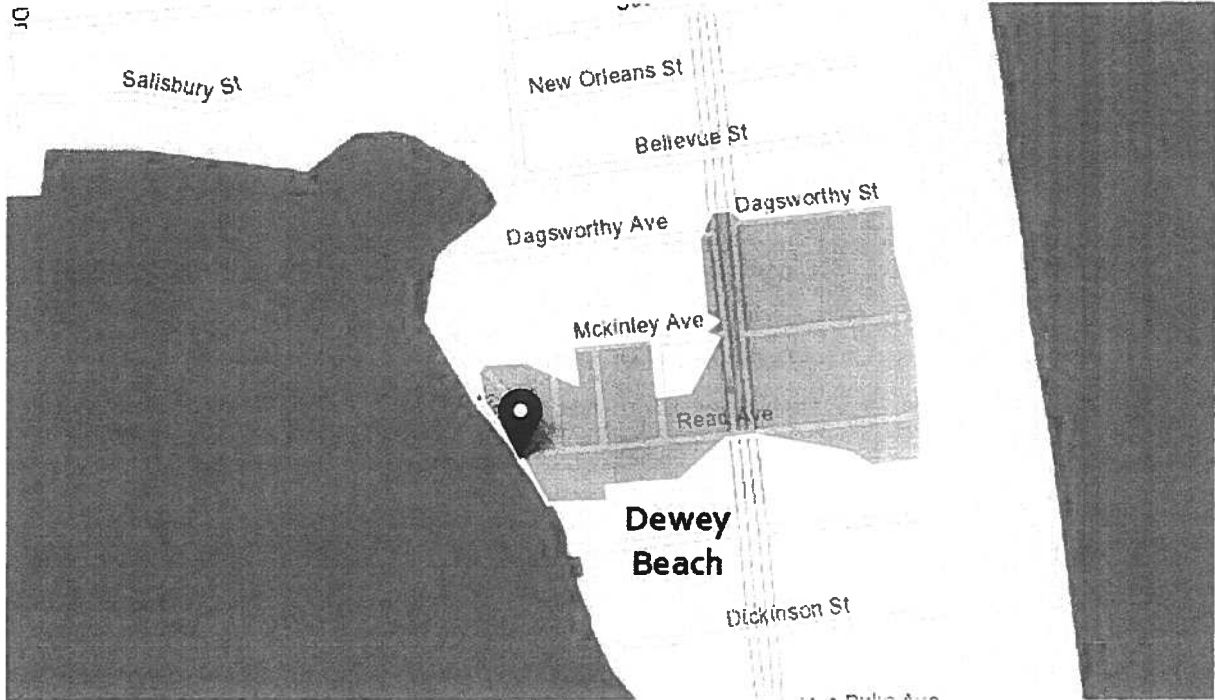 Dr
Salisbury St
New Orleans St
Bellevue St
Dagsworthy St
Dagsworthy Ave
Mckinley Ave
Read Ave
Dewey
Beach
Dickinson St